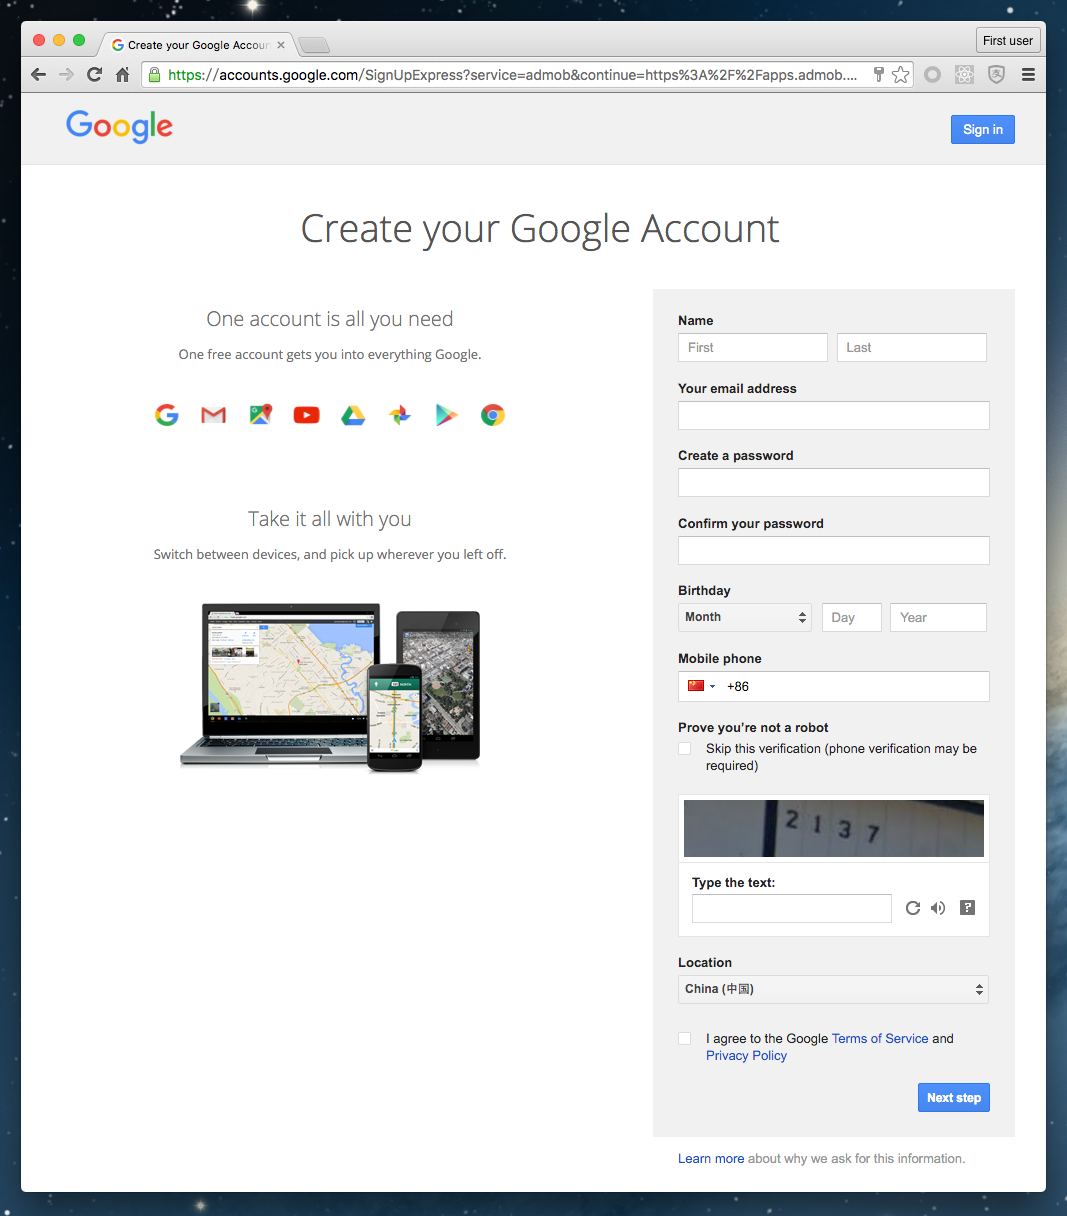 Create your Google Accoun
First user
https://accounts.google.com/SignUpExpress?service=admob&continue=https%3A%2F%2Fapps.admob....
Google
Sign in
Create your Google Account
One account is all you need
One free account gets you into everything Google.
Take it all with you
Switch between devices, and pick up wherever you left off.
Name
First Last
Your email address
Create a password
Confirm your password
Birthday
Month Day Year
Mobile phone
+86
Prove you're not a robot
Skip this verification (phone verification may be
required)
2137
Type the text:
?
Location
China (中国)
I agree to the Google Terms of Service and
Privacy Policy
Next step
Learn more about why we ask for this information.